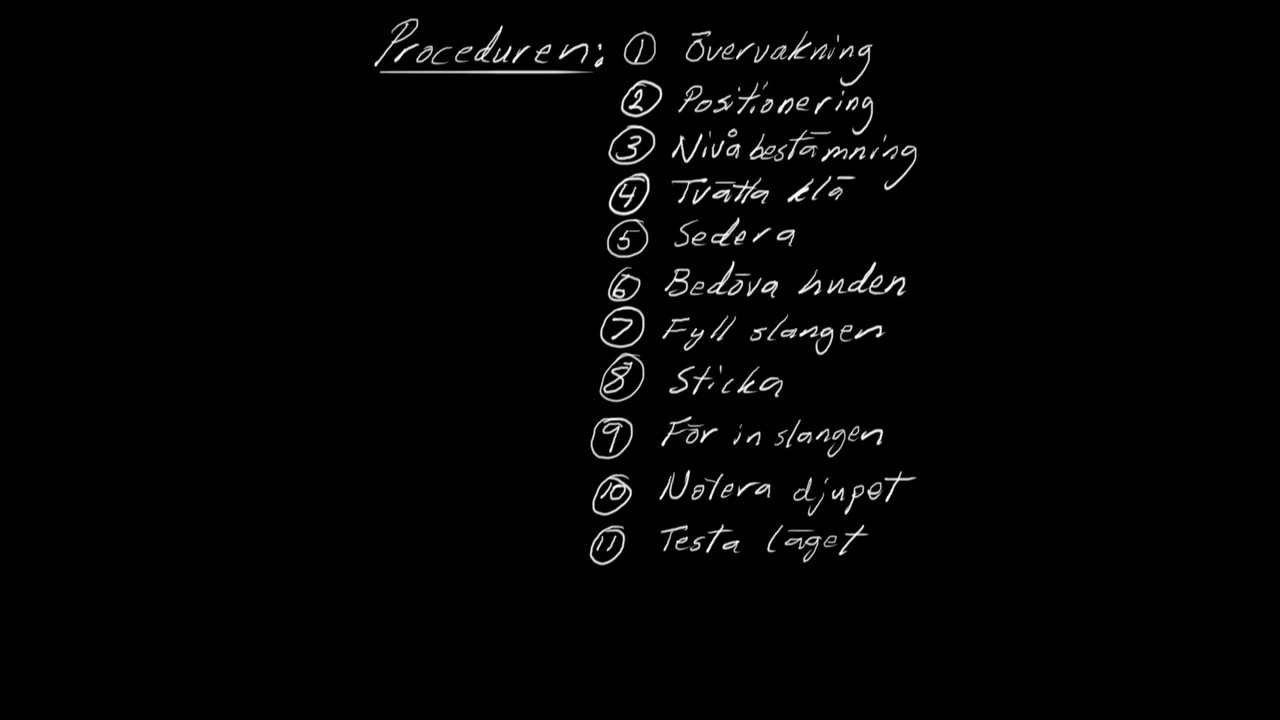 Proceduren: ① Övervakning
② Positionering
③ Nivåbestämning
④ Tvätta klä
⑤ Sedera
⑥ Bedöva huden
⑦ Fyll slangen
⑧ Sticka
⑨ För in slangen
⑩ Notera djupet
⑪ Testa läget